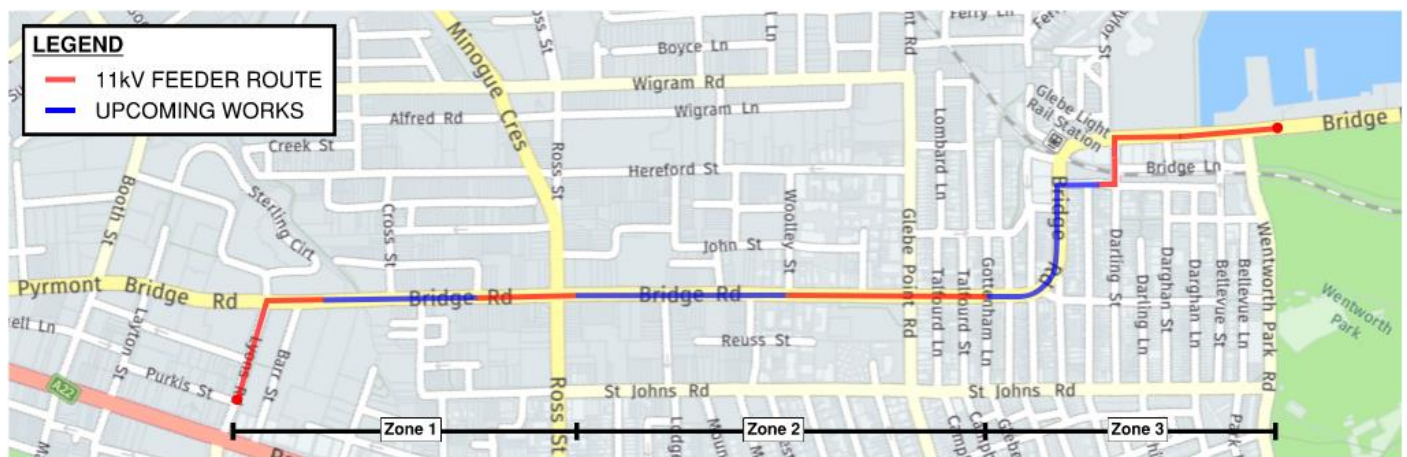 LEGEND
11kV FEEDER ROUTE
UPCOMING WORKS
Minogue Cres
Ross St
Boyce Ln
Wigram Rd
Wigram Ln
Alfred Rd
Creek St
Hereford St
Booth St
Sterling Circt
Cross St
Ross St
Woolley St
John St
Glebe Point Rd
Lombard Ln
Ferry Ln
Glebe Light
Rail Station
Bridge
Bridge Ln
Bridge Rd
Pyrmont Bridge Rd
Bridge Rd
Bridge Rd
Talfourd Ln
Talfourd St
Gottenham Ln
Darling St
Darling Ln
Darghan St
Darghan Ln
Bellevue St
Bellevue Ln
Wentworth Park Rd
Wentworth
Park
Layton St
Lyons
Barr St
Purkis St
A22
Reuss St
Ross St
St Johns Rd
St Johns Rd
Zone 1
Zone 2
Zone 3